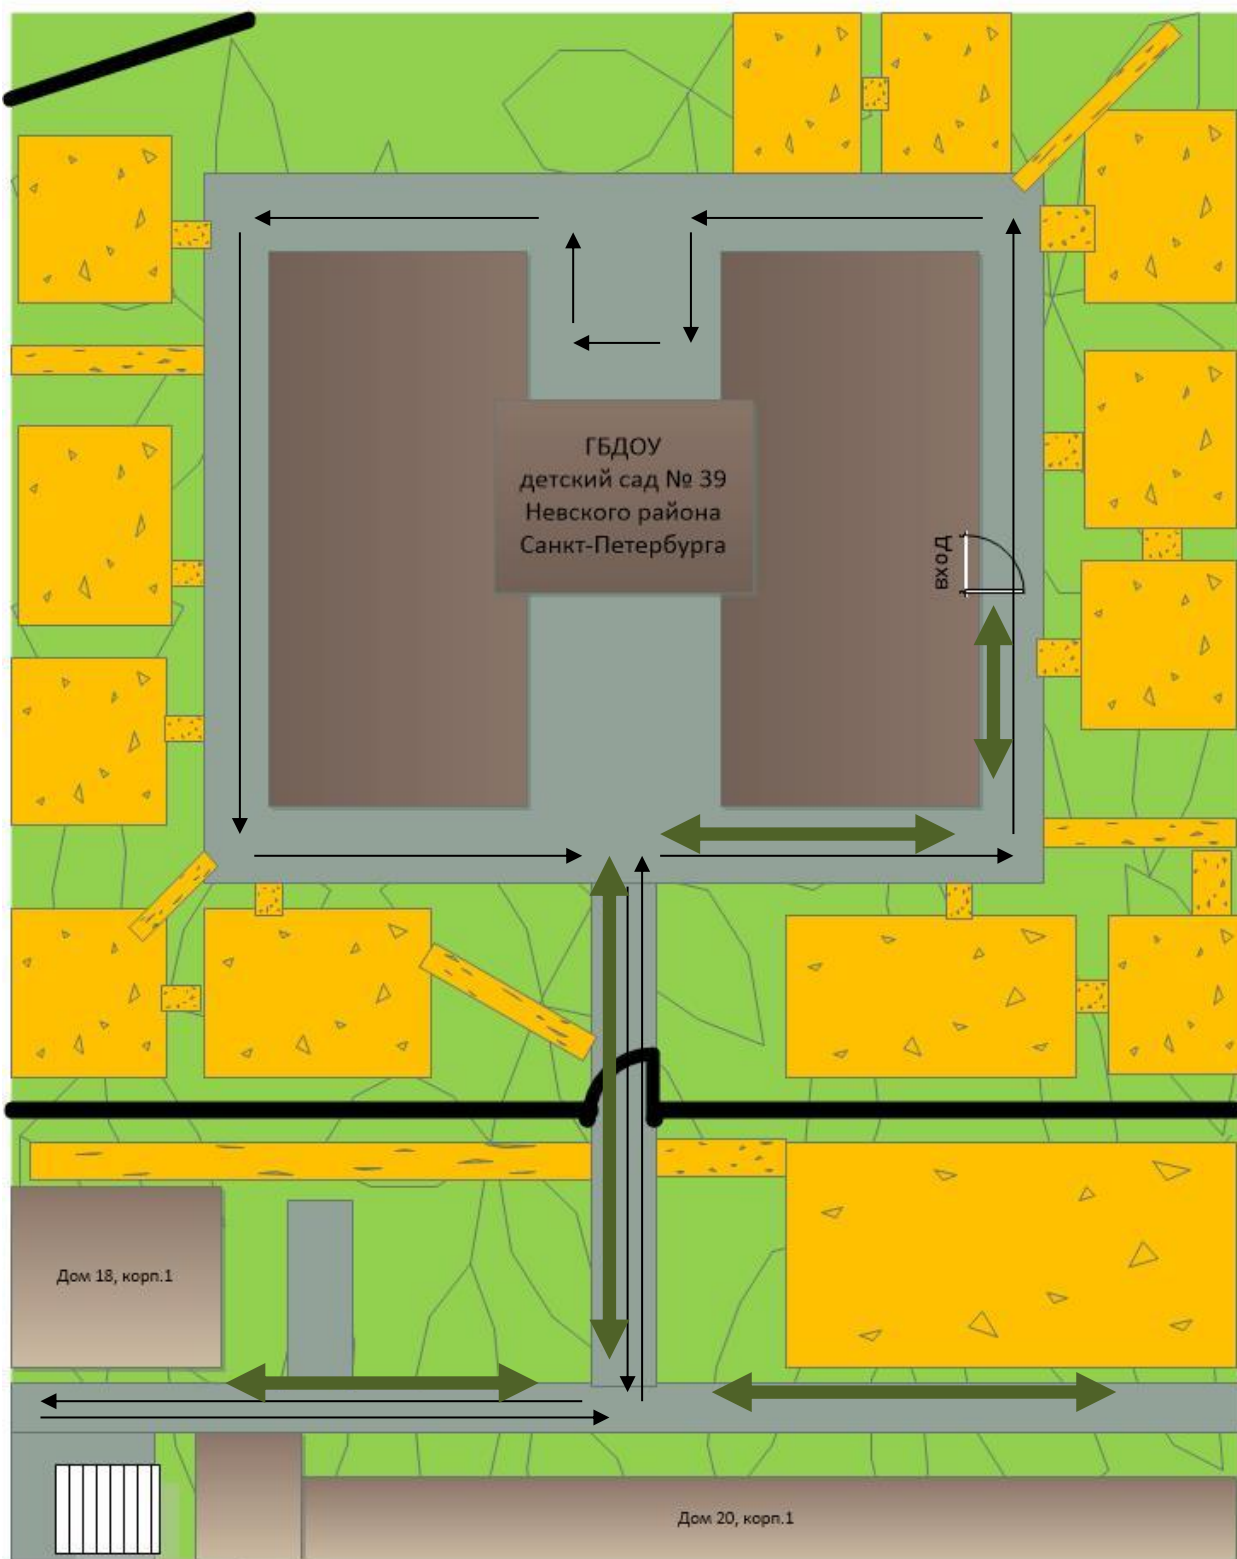 ГБДОУ
детский сад № 39
Невского района
Санкт-Петербурга
вход
Дом 18, корп.1
Дом 20, корп.1